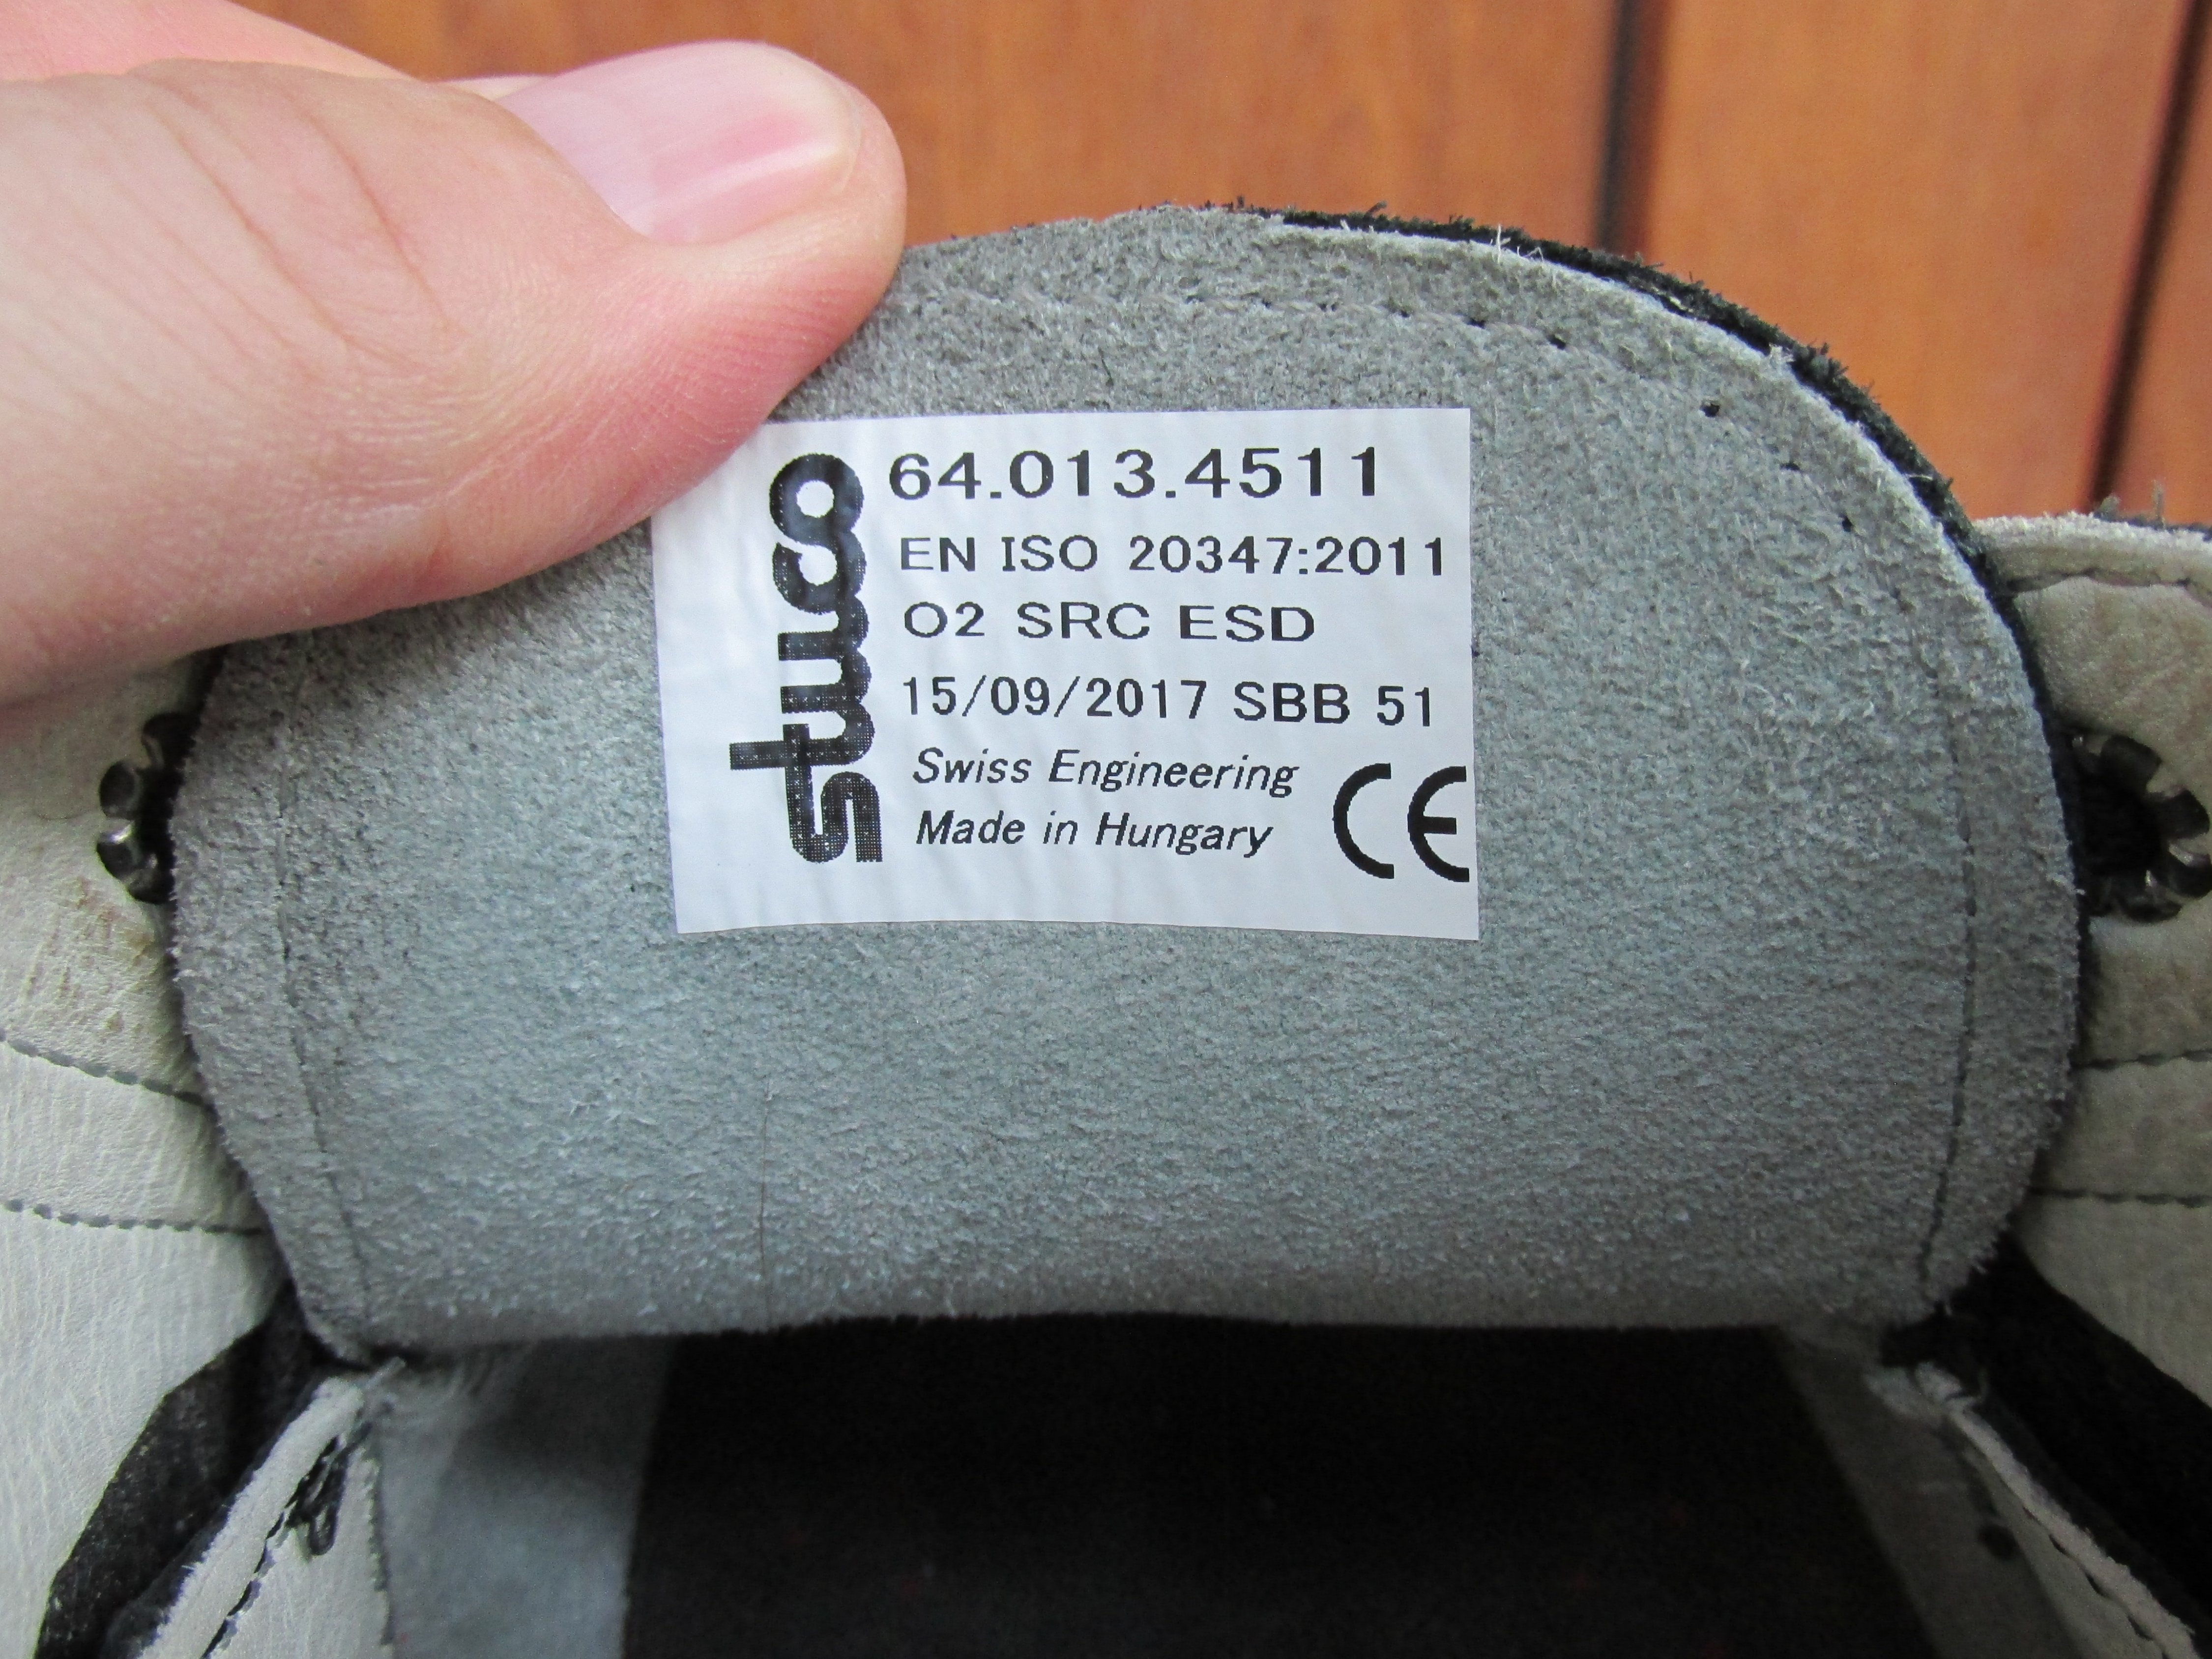 stuco
64.013.4511
EN ISO 20347:2011
O2 SRC ESD
15/09/2017 SBB 51
Swiss Engineering
Made in Hungary
CE